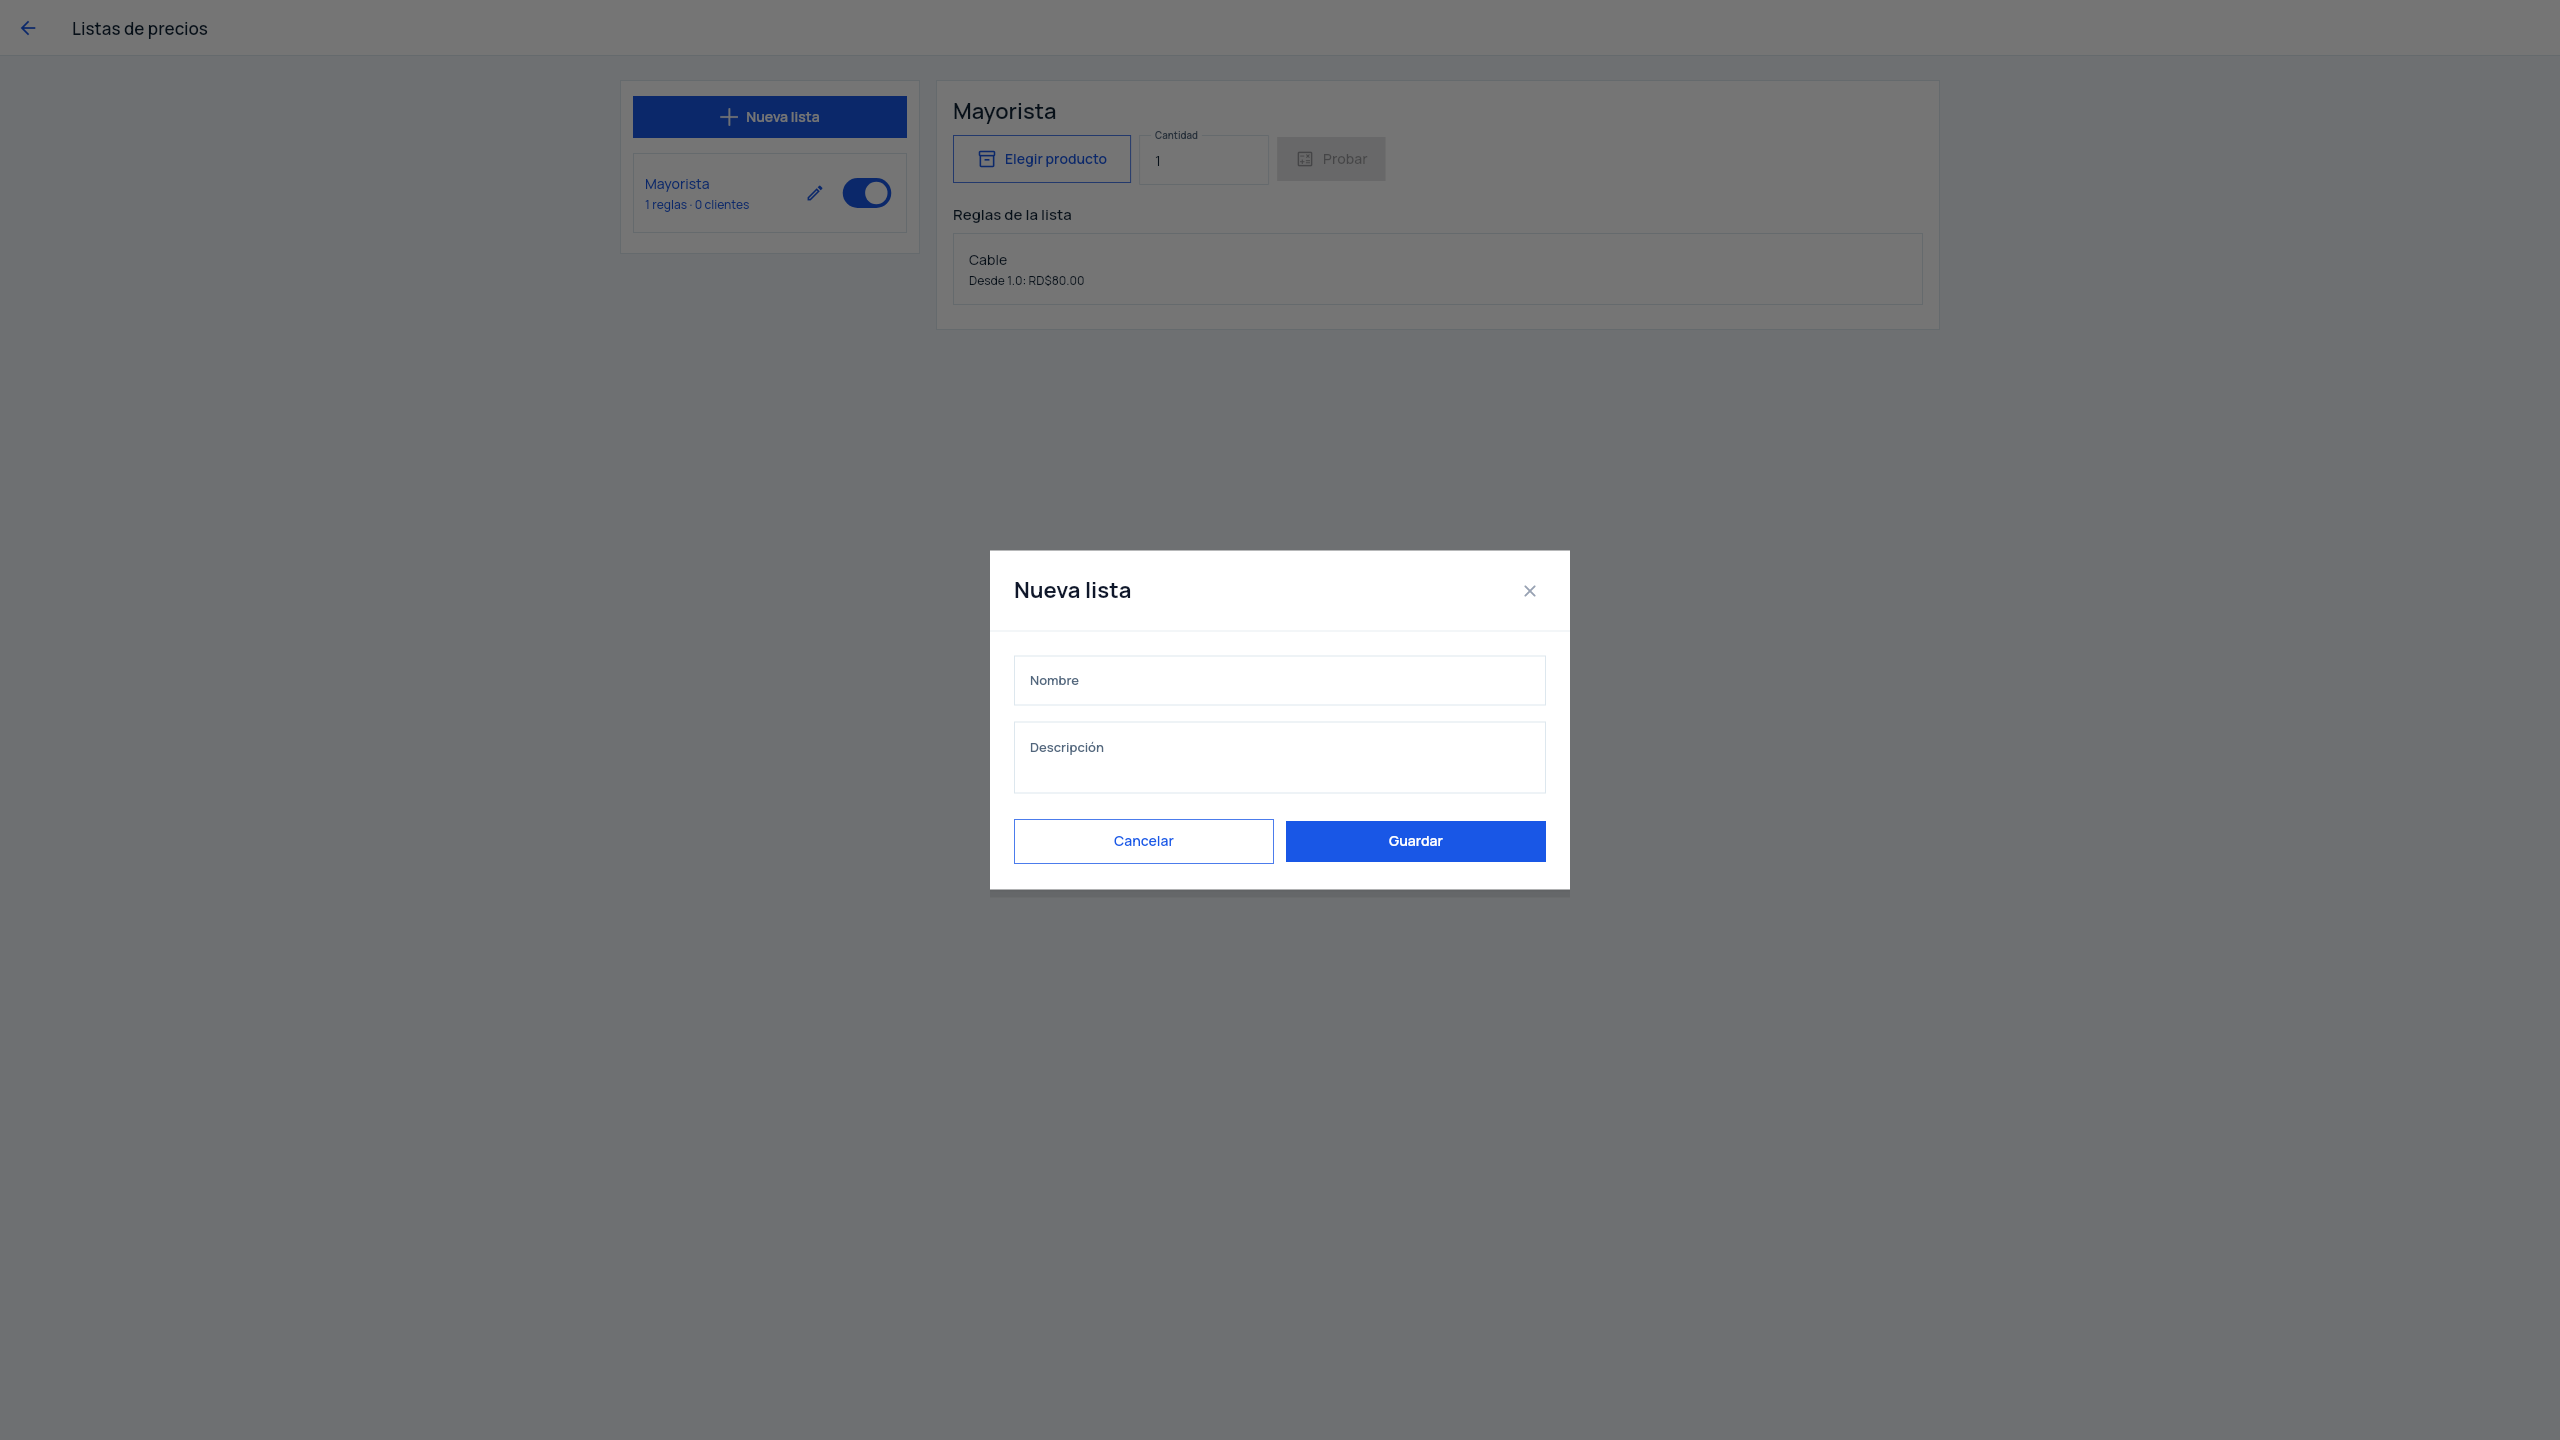 Listas de precios
Nueva lista
Mayorista
1 reglas · 0 clientes
Mayorista
Elegir producto
Cantidad
1
Probar
Reglas de la lista
Cable
Desde 1.0: RD$80.00
Nueva lista
Nombre
Descripción
Cancelar
Guardar